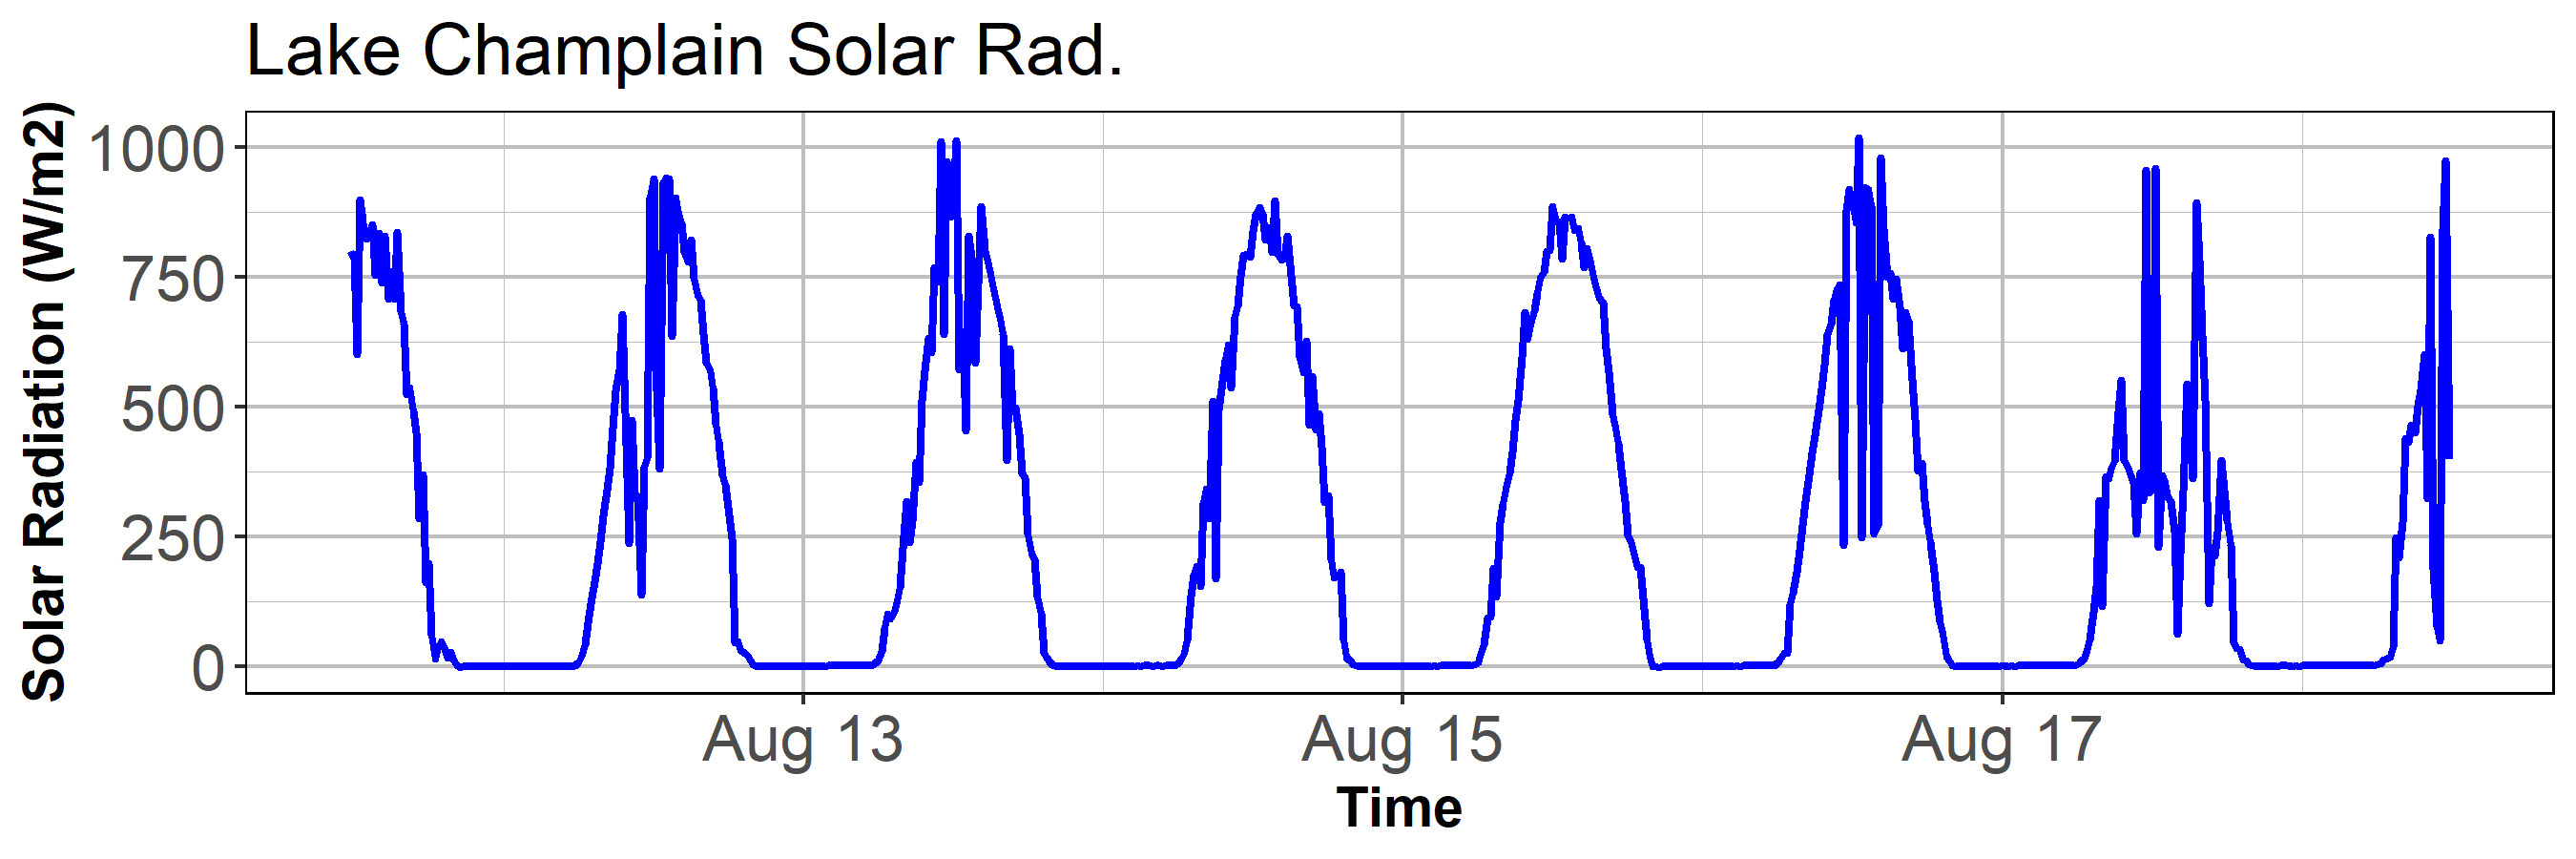 Lake Champlain Solar Rad.
Solar Radiation (W/m2)
1000
750
500
250
0
Aug 13
Aug 15
Aug 17
Time